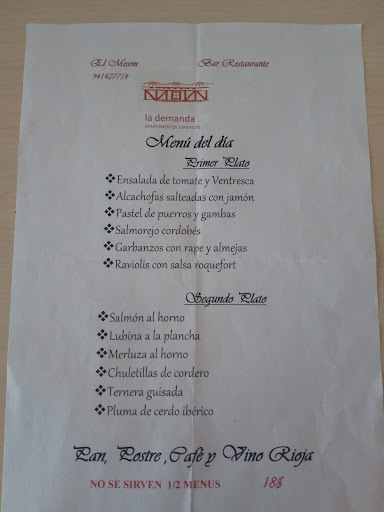 El Meson Bar Restaurante
941427754
la demanda
APARTAMENTOS TURÍSTICOS
Menú del día
Primer Plato
❖Ensalada de tomate y Ventresca
❖Alcachofas salteadas con jamón
❖Pastel de puerros y gambas
❖Salmorejo cordobés
❖Garbanzos con rape y almejas
❖Raviolis con salsa roquefort
Segundo Plato
❖Salmón al horno
❖Lubina a la plancha
❖Merluza al horno
❖Chuletillas de cordero
❖Ternera guisada
❖Pluma de cerdo ibérico
Pan, Postre ,Café y Vino Rioja
NO SE SIRVEN 1/2 MENUS 18$